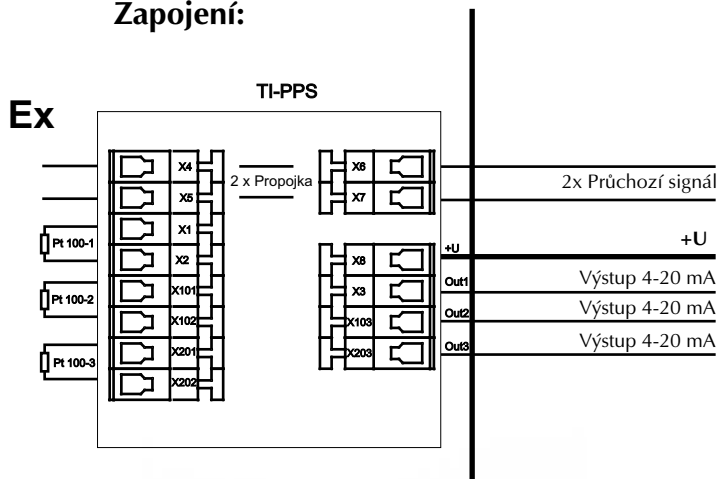 Zapojení:
TI-PPS
Ex
X4
X5
X1
X2
X101
X102
X201
X202
Pt 100-1
Pt 100-2
Pt 100-3
2 x Propojka
X6
X7
X8
X3
X103
X203
+U
Out1
Out2
Out3
2x Průchozí signál
+U
Výstup 4-20 mA
Výstup 4-20 mA
Výstup 4-20 mA